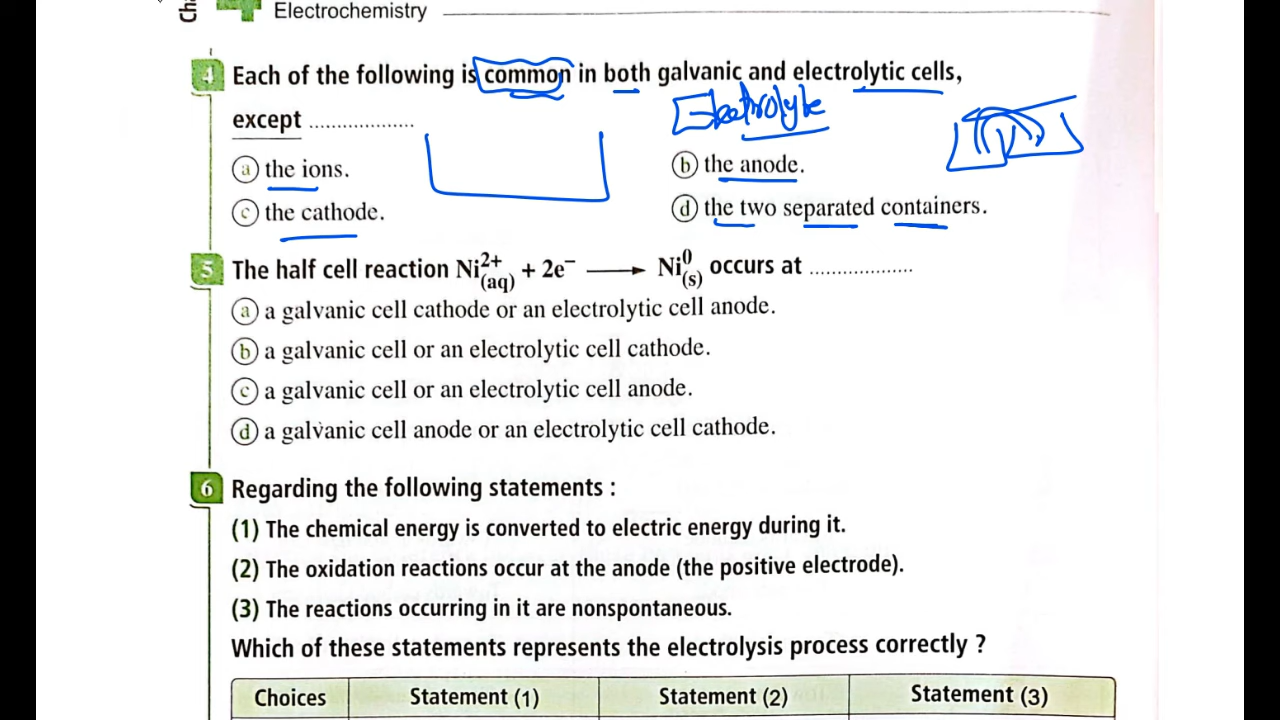 Electrochemistry
4 Each of the following is common in both galvanic and electrolytic cells,
except ..................
Electrolyte
a the ions.
b the anode.
c the cathode.
d the two separated containers.
5 The half cell reaction Ni²⁺(aq) + 2e⁻ ⟶ Ni⁰(s) occurs at ..................
a a galvanic cell cathode or an electrolytic cell anode.
b a galvanic cell or an electrolytic cell cathode.
c a galvanic cell or an electrolytic cell anode.
d a galvanic cell anode or an electrolytic cell cathode.
6 Regarding the following statements :
(1) The chemical energy is converted to electric energy during it.
(2) The oxidation reactions occur at the anode (the positive electrode).
(3) The reactions occurring in it are nonspontaneous.
Which of these statements represents the electrolysis process correctly ?
Choices Statement (1) Statement (2) Statement (3)